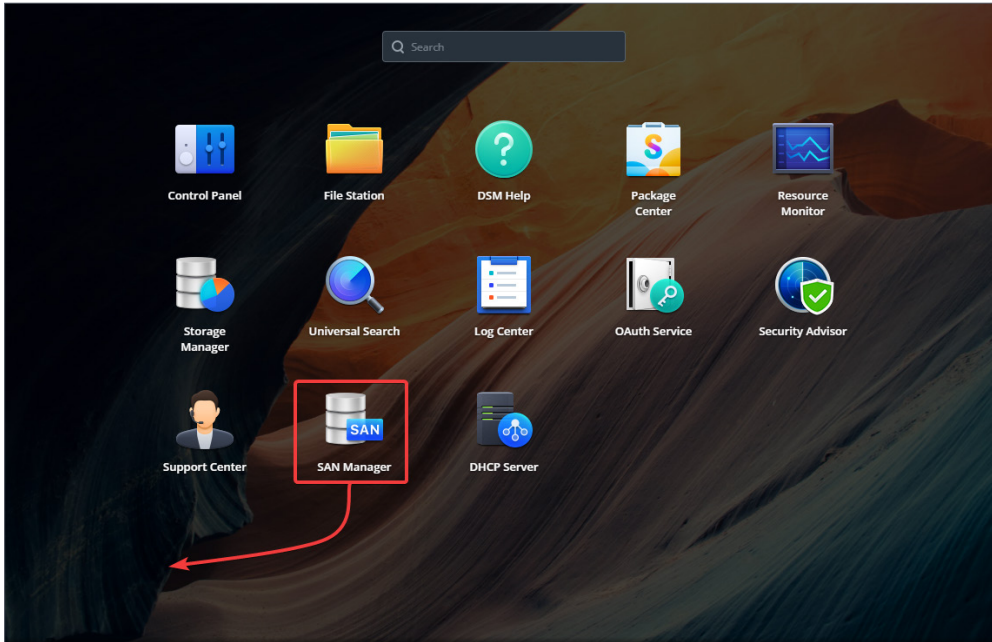 Search
Control Panel
File Station
DSM Help
Package
Center
Resource
Monitor
Storage
Manager
Universal Search
Log Center
OAuth Service
Security Advisor
Support Center
SAN
SAN Manager
DHCP Server